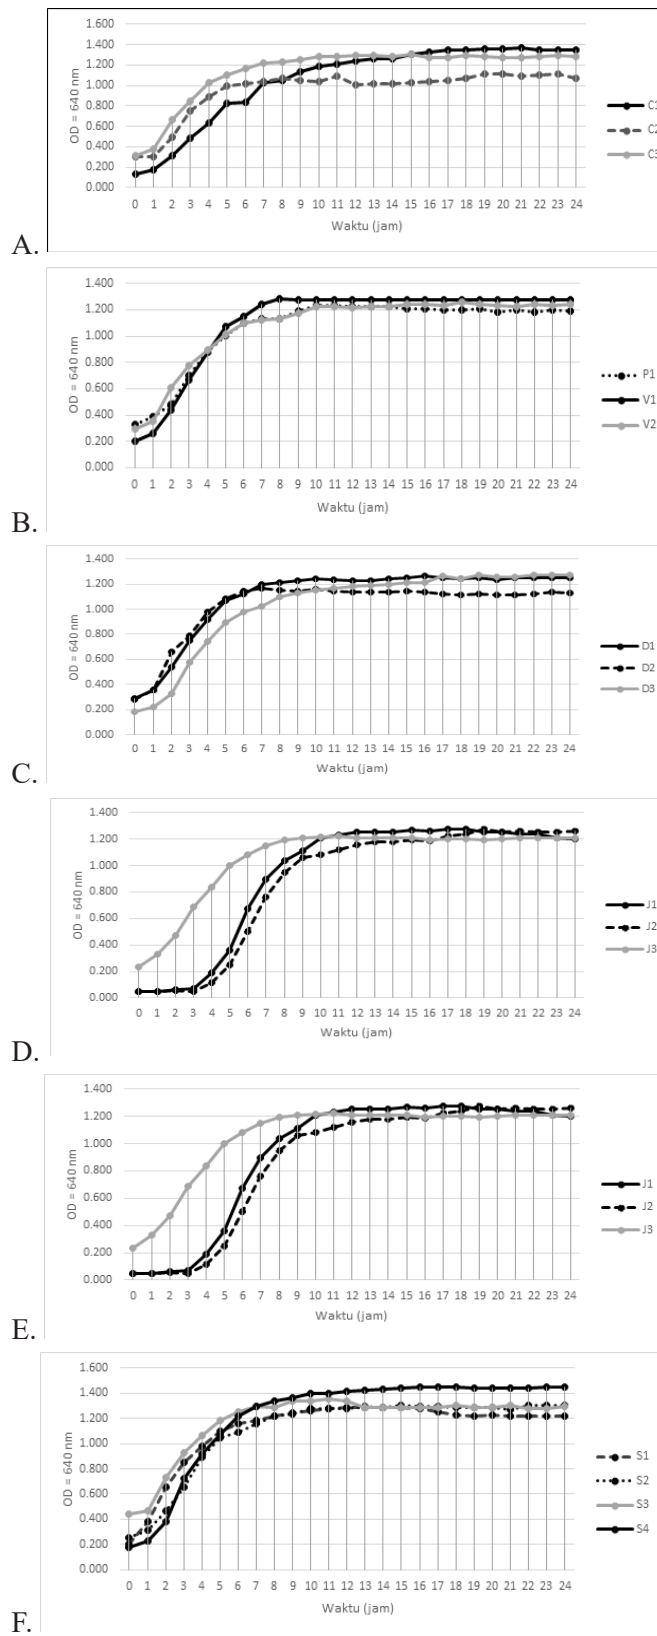 1.600
1.400
1.200
1.000
0.800
0.600
0.400
0.200
0.000
OD = 640 nm
0 1 2 3 4 5 6 7 8 9 10 11 12 13 14 15 16 17 18 19 20 21 22 23 24
Waktu (jam)
C1
C2
C3
A.
1.400
1.200
1.000
0.800
0.600
0.400
0.200
0.000
OD = 640 nm
0 1 2 3 4 5 6 7 8 9 10 11 12 13 14 15 16 17 18 19 20 21 22 23 24
Waktu (jam)
P1
V1
V2
B.
1.400
1.200
1.000
0.800
0.600
0.400
0.200
0.000
OD = 640 nm
0 1 2 3 4 5 6 7 8 9 10 11 12 13 14 15 16 17 18 19 20 21 22 23 24
Waktu (jam)
D1
D2
D3
C.
1.400
1.200
1.000
0.800
0.600
0.400
0.200
0.000
OD = 640 nm
0 1 2 3 4 5 6 7 8 9 10 11 12 13 14 15 16 17 18 19 20 21 22 23 24
Waktu (jam)
J1
J2
J3
D.
1.400
1.200
1.000
0.800
0.600
0.400
0.200
0.000
OD = 640 nm
0 1 2 3 4 5 6 7 8 9 10 11 12 13 14 15 16 17 18 19 20 21 22 23 24
Waktu (jam)
J1
J2
J3
E.
1.600
1.400
1.200
1.000
0.800
0.600
0.400
0.200
0.000
OD = 640 nm
0 1 2 3 4 5 6 7 8 9 10 11 12 13 14 15 16 17 18 19 20 21 22 23 24
Waktu (jam)
S1
S2
S3
S4
F.